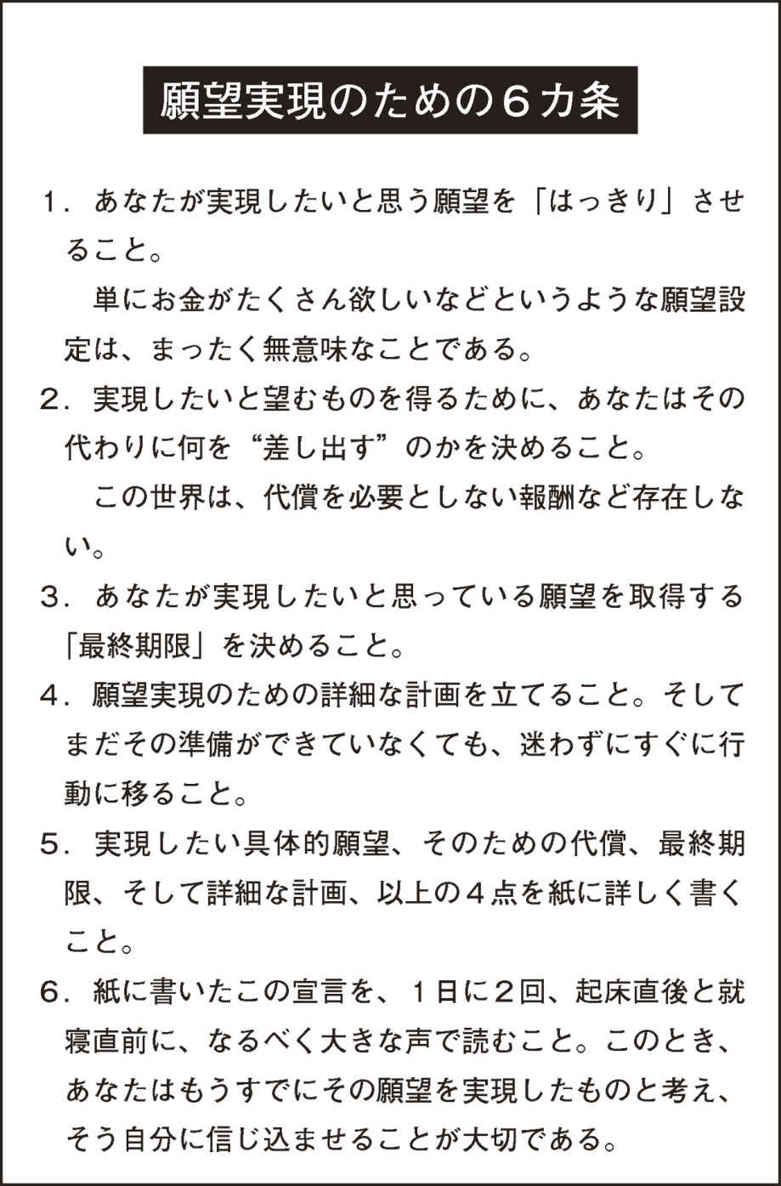 願望実現のための６カ条
１．あなたが実現したいと思う願望を「はっきり」させ
ること。
単にお金がたくさん欲しいなどというような願望設
定は、まったく無意味なことである。
２．実現したいと望むものを得るために、あなたはその
代わりに何を“差し出す”のかを決めること。
この世界は、代償を必要としない報酬など存在しな
い。
３．あなたが実現したいと思っている願望を取得する
「最終期限」を決めること。
４．願望実現のための詳細な計画を立てること。そして
まだその準備ができていなくても、迷わずにすぐに行
動に移ること。
５．実現したい具体的願望、そのための代償、最終期
限、そして詳細な計画、以上の４点を紙に詳しく書く
こと。
６．紙に書いたこの宣言を、１日に２回、起床直後と就
寝直前に、なるべく大きな声で読むこと。このとき、
あなたはもうすでにその願望を実現したものと考え、
そう自分に信じ込ませることが大切である。